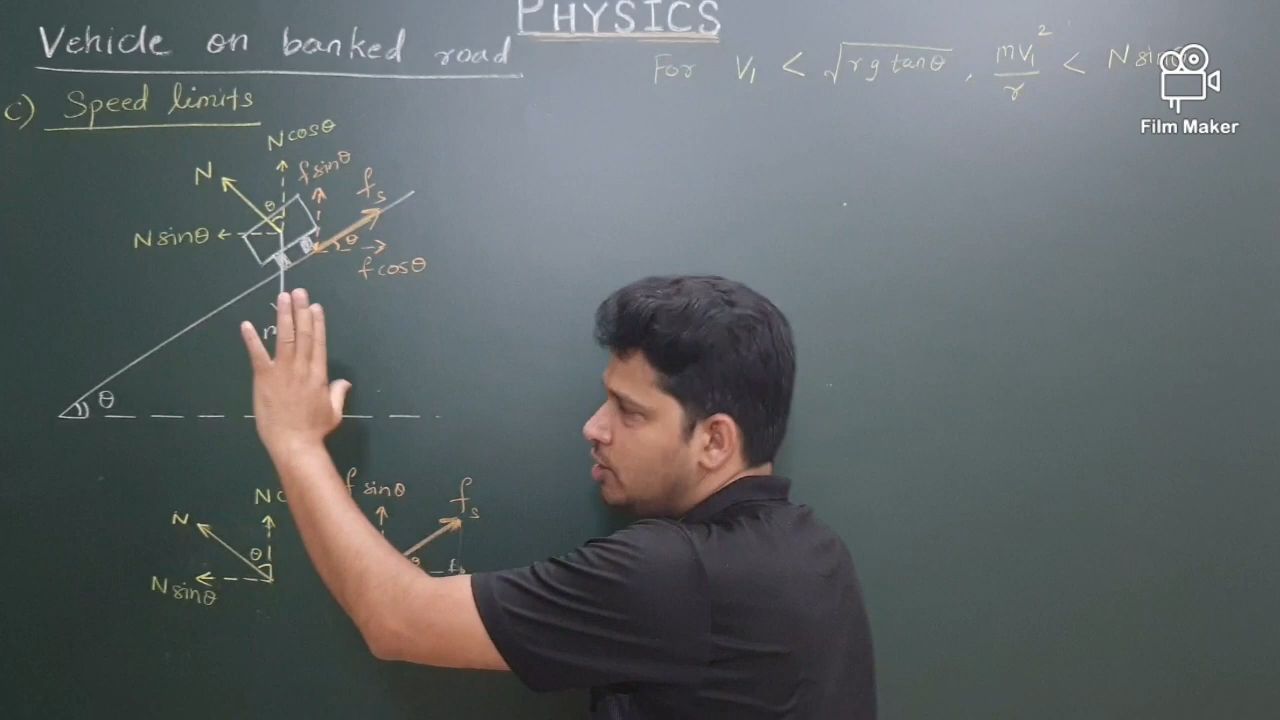 PHYSICS
Vehicle on banked road
For V₁ < √rg tanθ , mv₁²/r < N sin
Film Maker
c) Speed limits
N cosθ
N
f sinθ
fs
θ
N sinθ
θ
f cosθ
θ
N
f sinθ
fs
N
θ
N sinθ